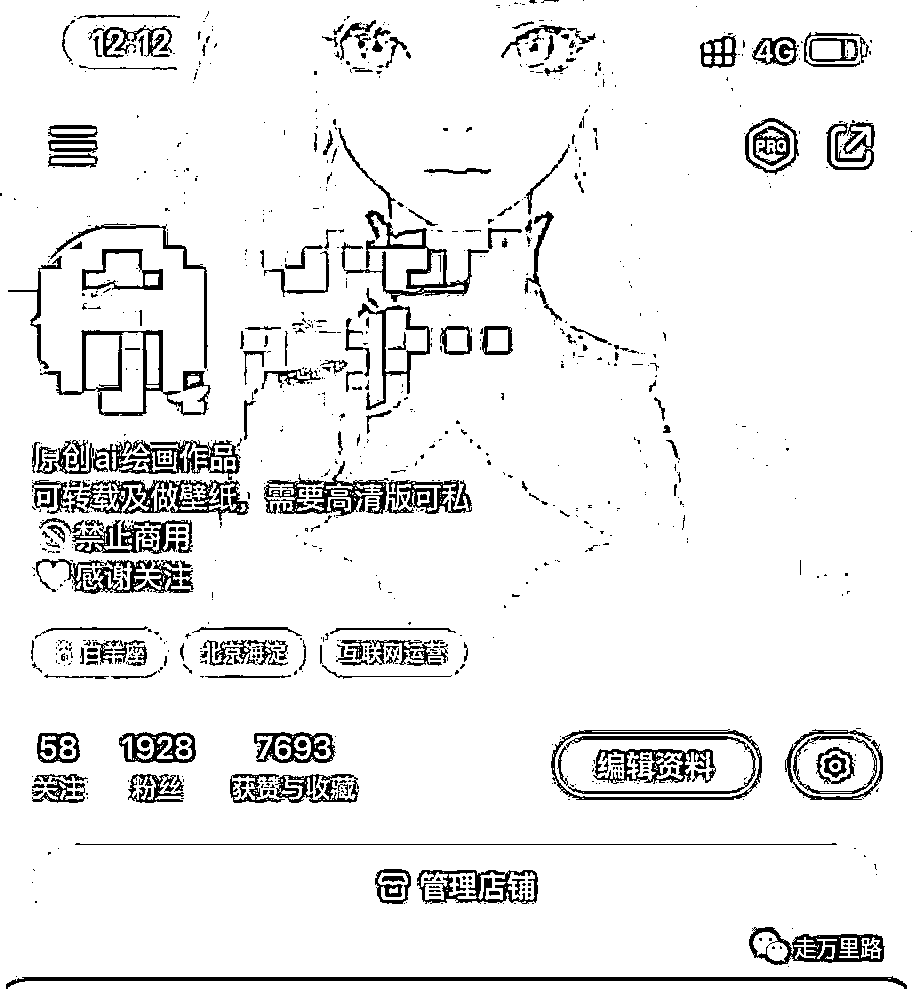 12:12 4G
PRO
原创ai绘画作品
可转载及做壁纸，需要高清版可私
禁止商用
感谢关注
白羊座 北京海淀 互联网运营
58 1928 7693
关注 粉丝 获赞与收藏
编辑资料
管理店铺
走万里路